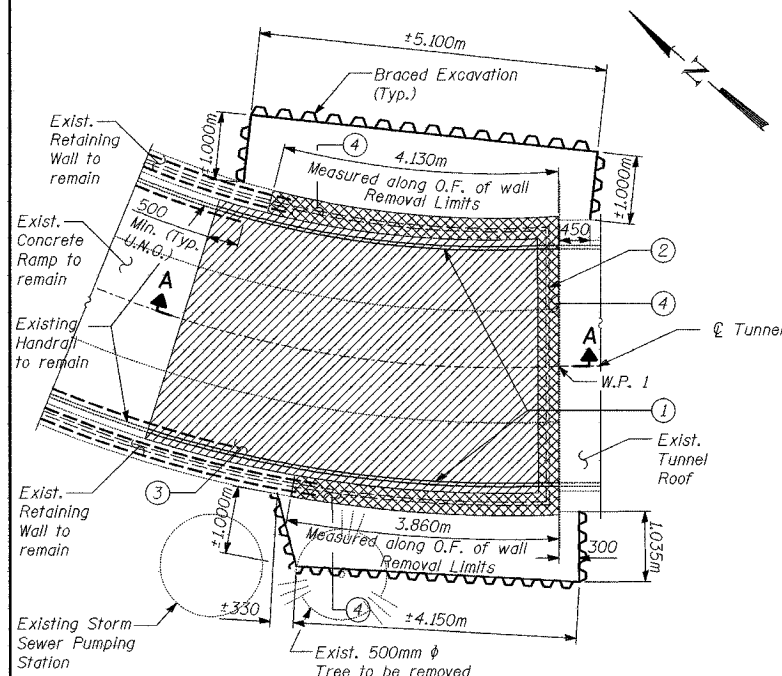 ±5.100m
Braced Excavation
(Typ.)
N
Exist.
Retaining
Wall to
remain
±1.000m
4
4.130m
Measured along O.F. of wall
Removal Limits
±1.000m
500
Min. (Typ.
U.N.O.)
450
Exist.
Concrete
Ramp to
remain
2
4
A
A
℄ Tunnel
Existing
Handrail
to remain
W.P. 1
1
Exist.
Tunnel
Roof
3
Exist.
Retaining
Wall to
remain
±1.000m
3.860m
Measured along O.F. of wall
Removal Limits
300
1.035m
4
±330
±4.150m
Existing Storm
Sewer Pumping
Station
Exist. 500mm ϕ
Tree to be removed